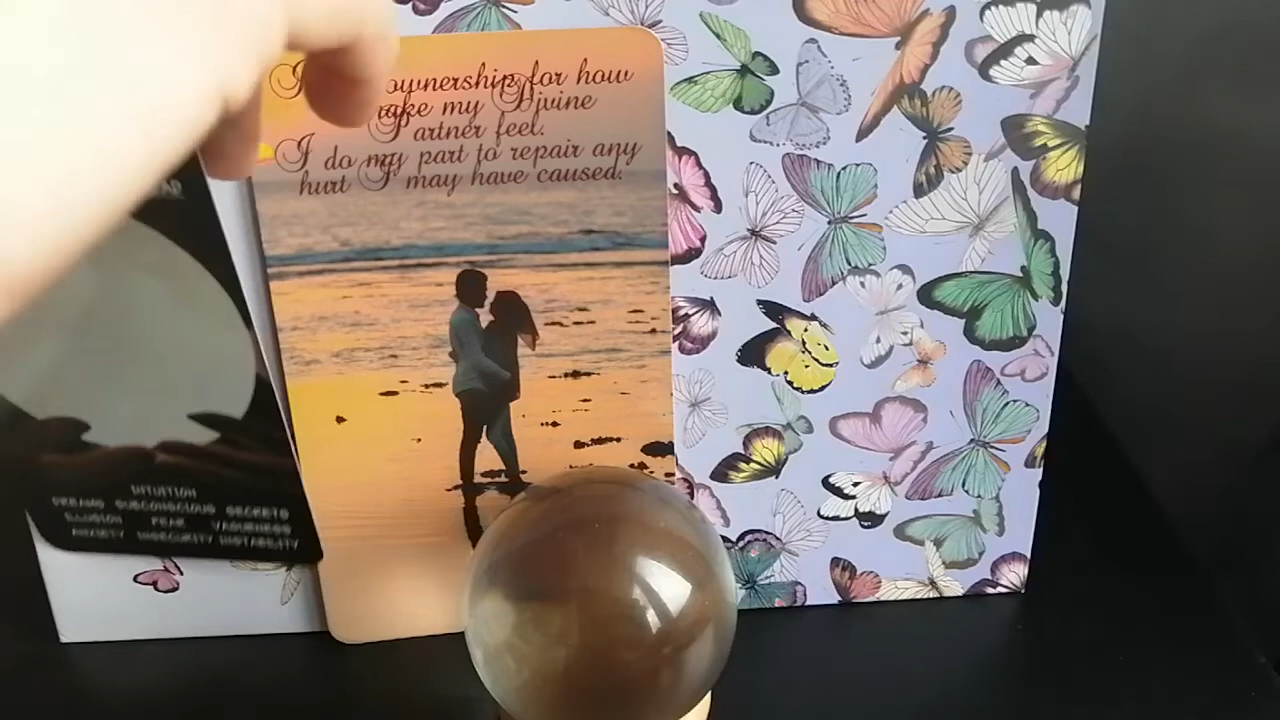 I ownership for how
make my Divine
Partner feel.
I do my part to repair any
hurt I may have caused.
INTUITION
DREAMS SUBCONSCIOUS SECRETS
ILLUSION FEAR VAGUENESS
ANXIETY INSECURITY INSTABILITY